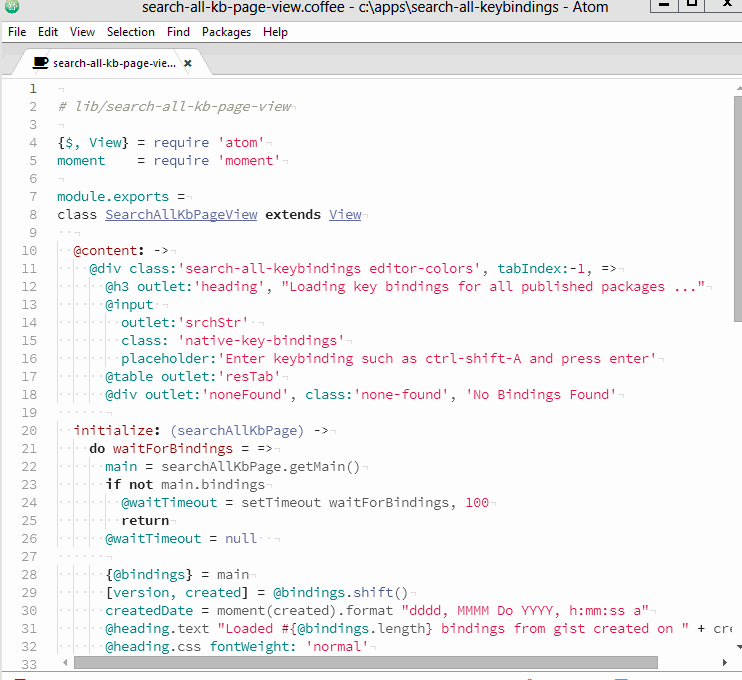 search-all-kb-page-view.coffee - c:\apps\search-all-keybindings - Atom
File Edit View Selection Find Packages Help
search-all-kb-page-vie... x
1
2 # lib/search-all-kb-page-view
3
4 {$, View} = require 'atom'
5 moment    = require 'moment'
6
7 module.exports =
8 class SearchAllKbPageView extends View
9
10   @content: ->
11     @div class:'search-all-keybindings editor-colors', tabIndex:-1, =>
12       @h3 outlet:'heading', "Loading key bindings for all published packages ..."
13       @input
14         outlet:'srchStr'
15         class: 'native-key-bindings'
16         placeholder:'Enter keybinding such as ctrl-shift-A and press enter'
17       @table outlet:'resTab'
18       @div outlet:'noneFound', class:'none-found', 'No Bindings Found'
19
20   initialize: (searchAllKbPage) ->
21     do waitForBindings = =>
22       main = searchAllKbPage.getMain()
23       if not main.bindings
24         @waitTimeout = setTimeout waitForBindings, 100
25         return
26       @waitTimeout = null
27
28       {@bindings} = main
29       [version, created] = @bindings.shift()
30       createdDate = moment(created).format "dddd, MMMM Do YYYY, h:mm:ss a"
31       @heading.text "Loaded #{@bindings.length} bindings from gist created on " + cre
32       @heading.css fontWeight: 'normal'
33